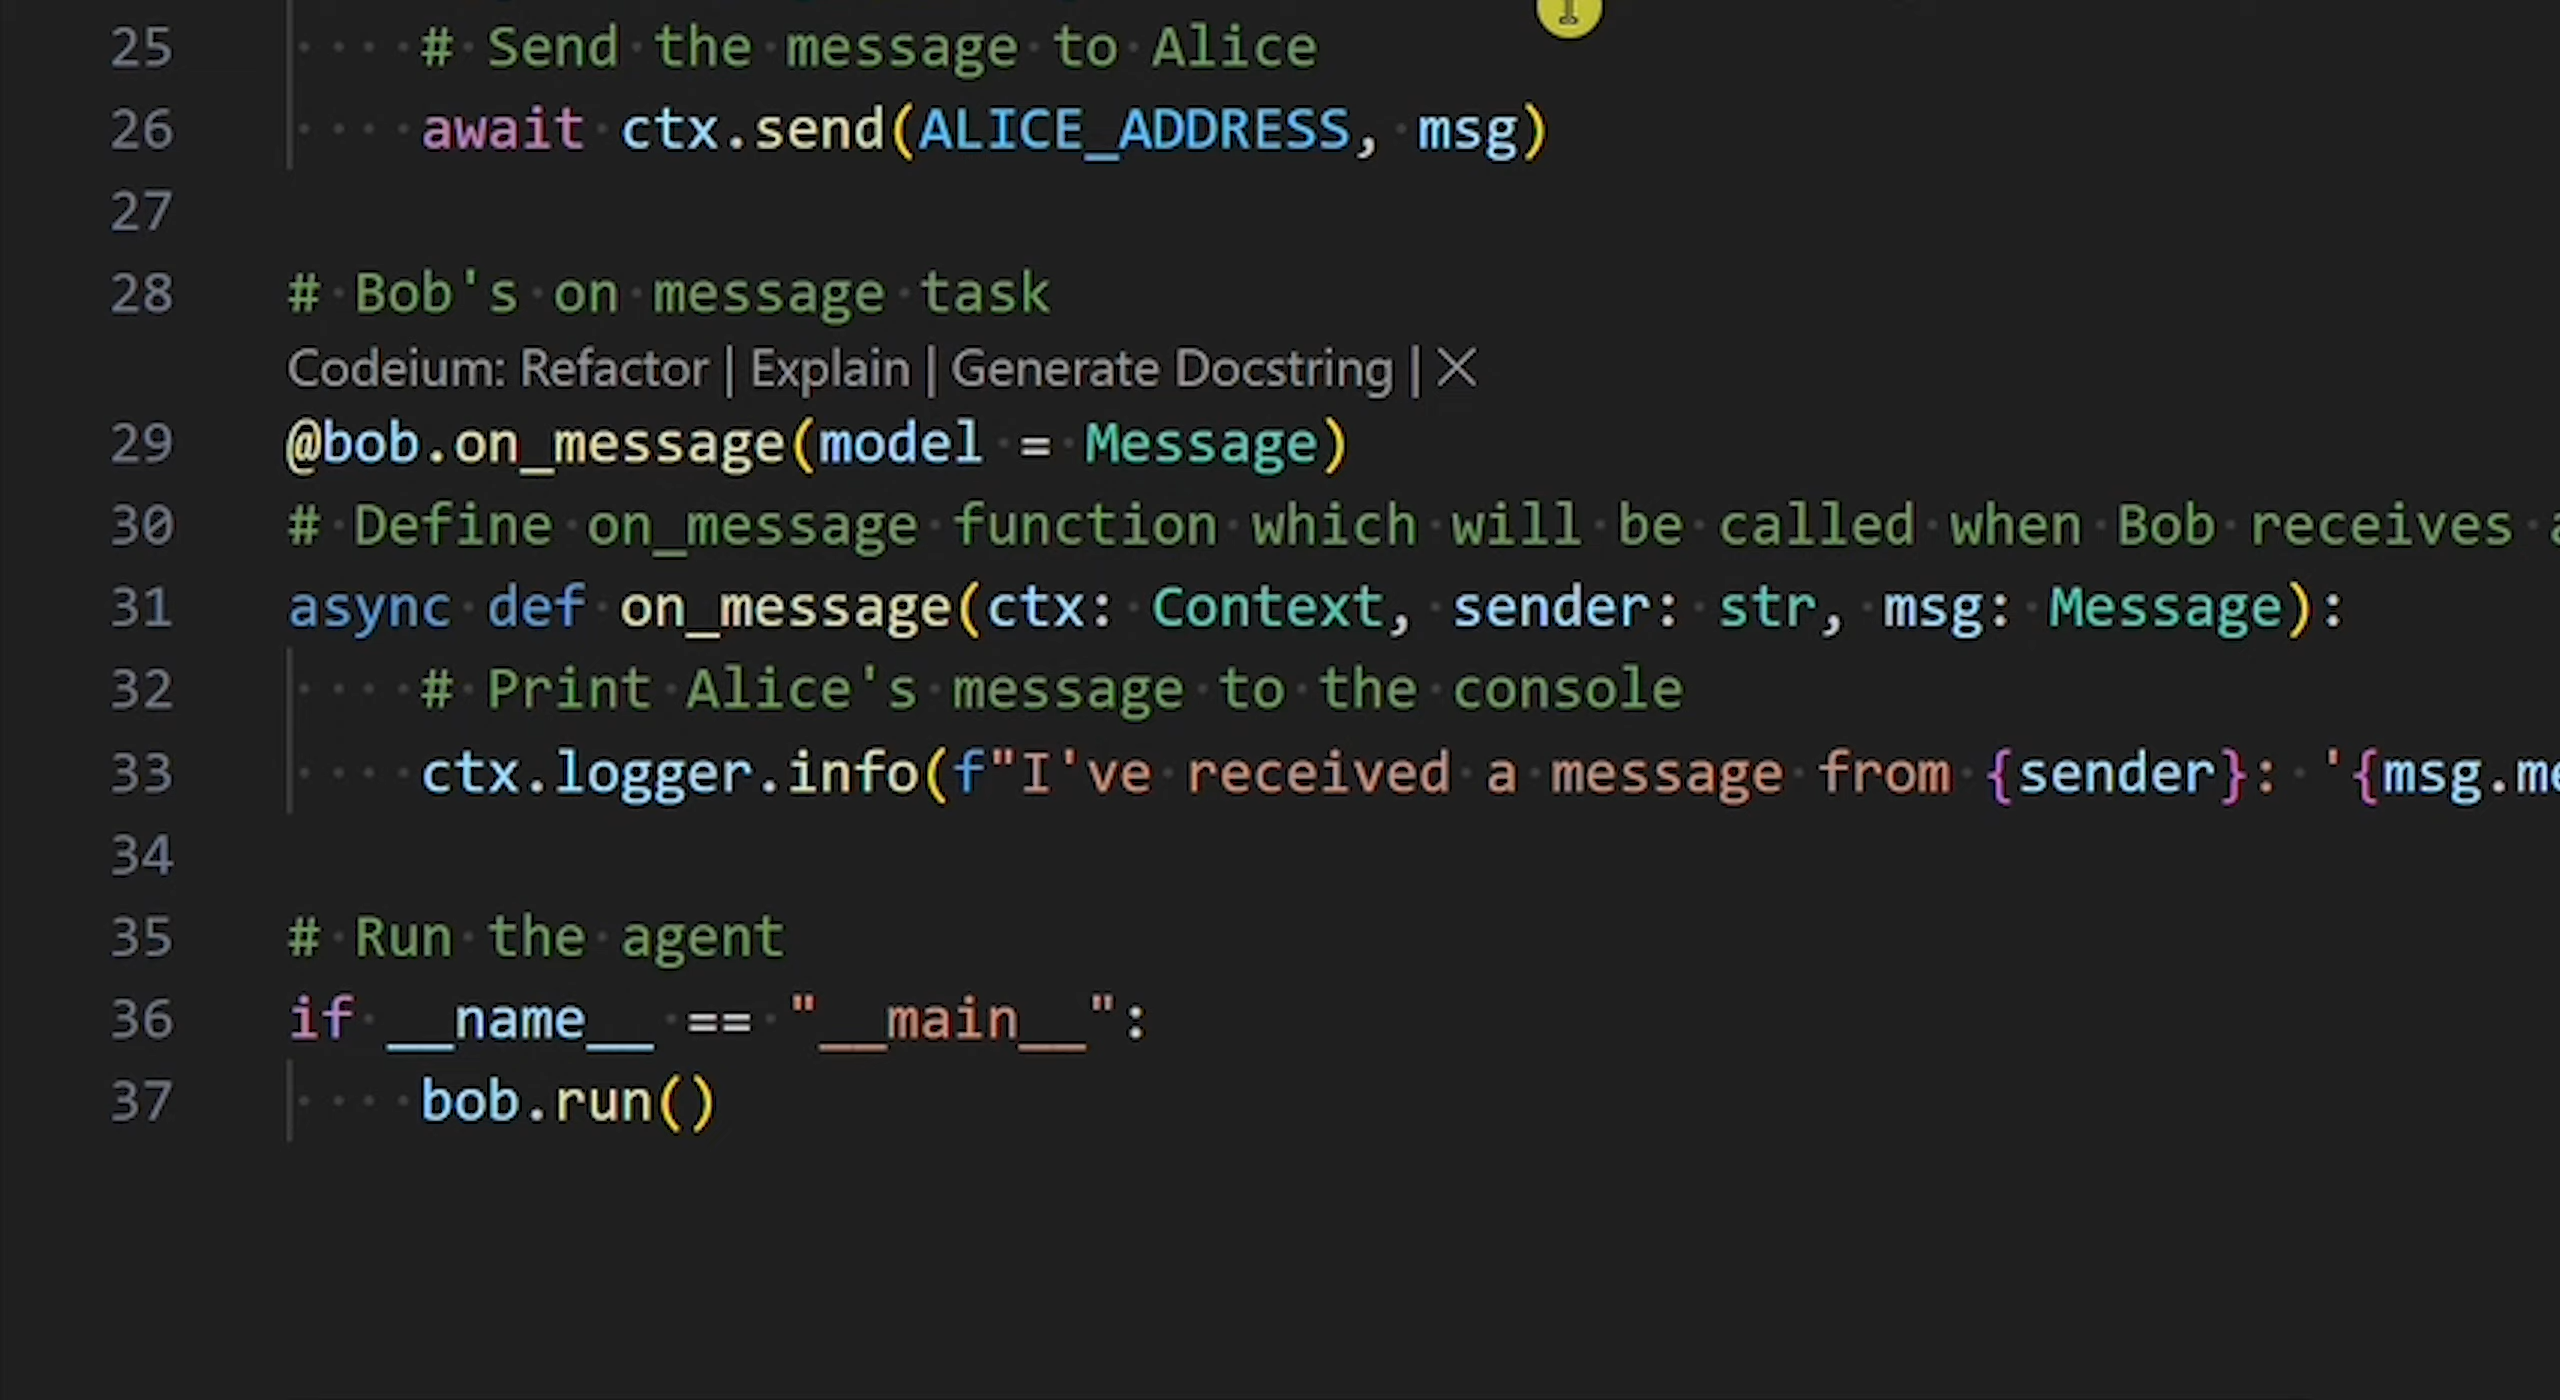 25 # Send the message to Alice
26 await ctx.send(ALICE_ADDRESS, msg)
27
28 # Bob's on message task
Codeium: Refactor | Explain | Generate Docstring | ×
29 @bob.on_message(model = Message)
30 # Define on_message function which will be called when Bob receives
31 async def on_message(ctx: Context, sender: str, msg: Message):
32 # Print Alice's message to the console
33 ctx.logger.info(f"I've received a message from {sender}: '{msg.me
34
35 # Run the agent
36 if __name__ == "__main__":
37 bob.run()